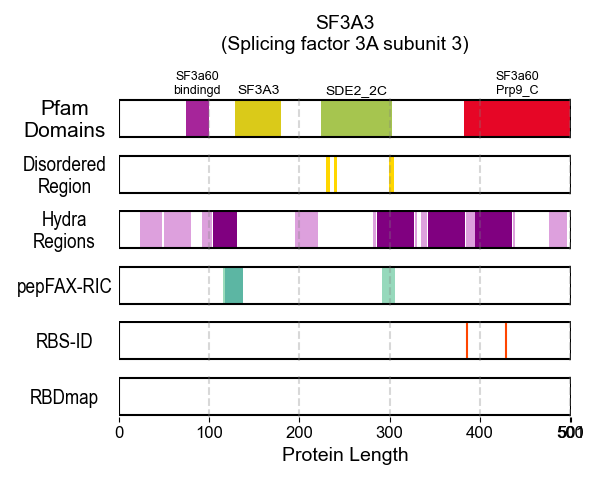 SF3A3
(Splicing factor 3A subunit 3)
SF3a60
bindingd
SF3A3
SDE2_2C
SF3a60
Prp9_C
Pfam
Domains
Disordered
Region
Hydra
Regions
pepFAX-RIC
RBS-ID
RBDmap
0 100 200 300 400 500 501
Protein Length